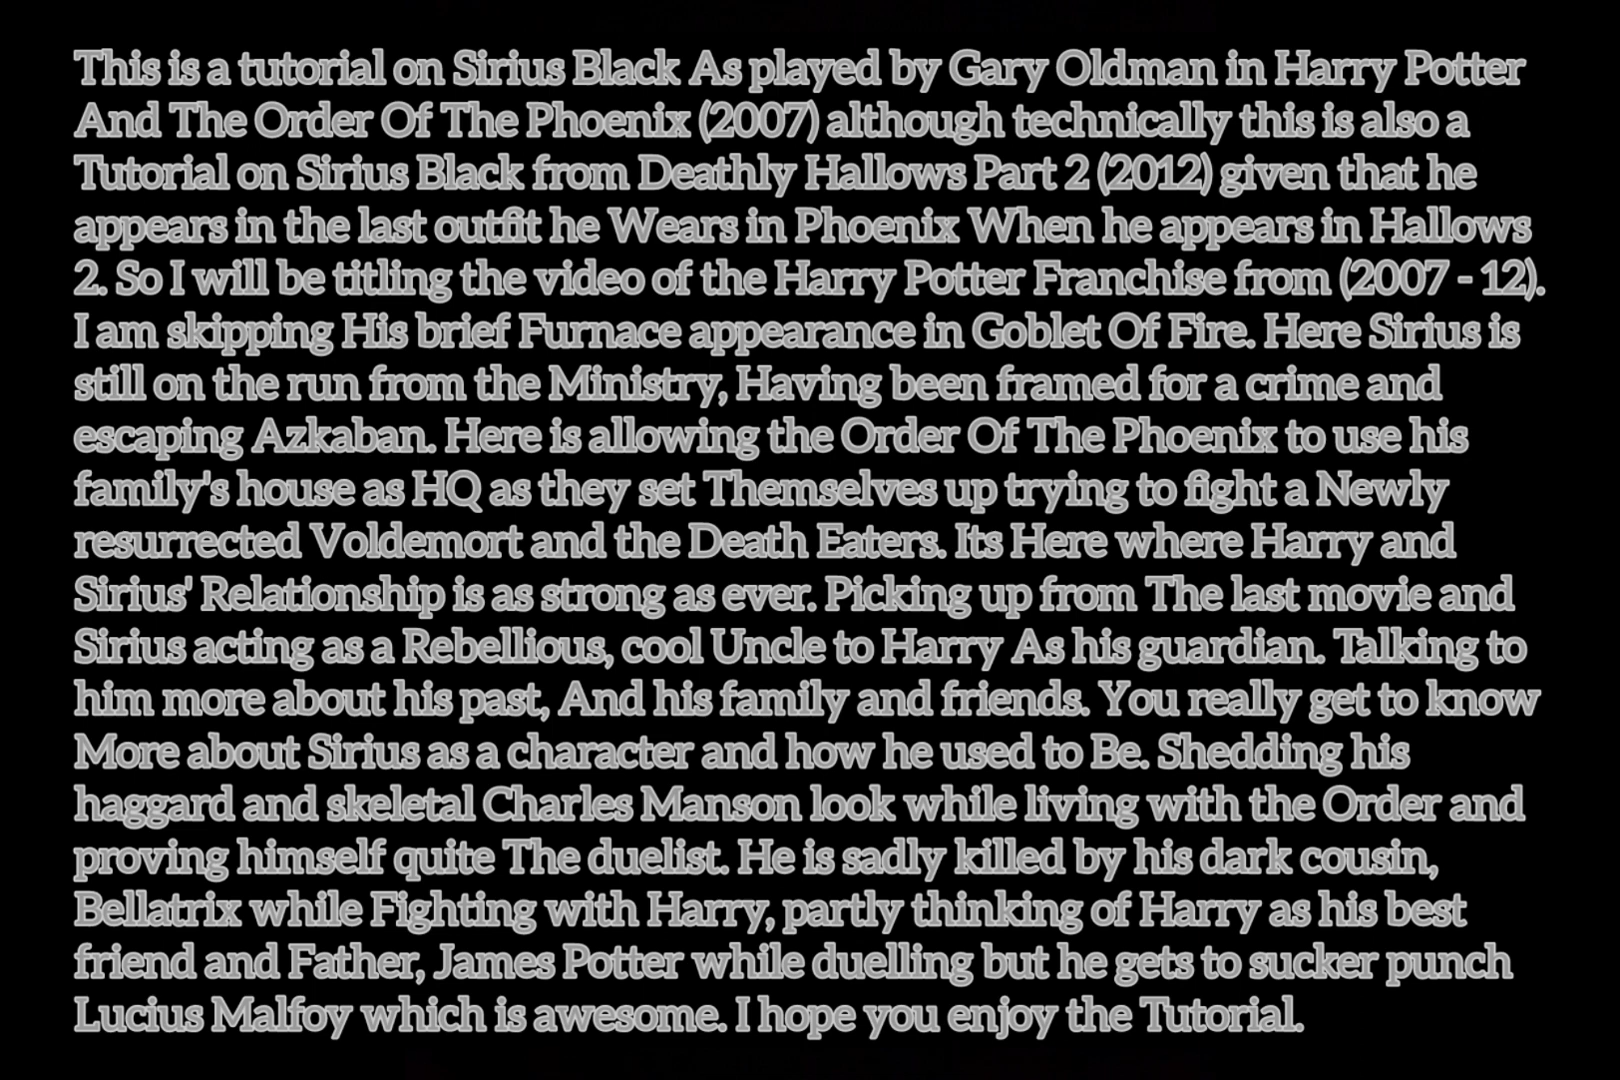 This is a tutorial on Sirius Black As played by Gary Oldman in Harry Potter
And The Order Of The Phoenix (2007) although technically this is also a
Tutorial on Sirius Black from Deathly Hallows Part 2 (2012) given that he
appears in the last outfit he Wears in Phoenix When he appears in Hallows
2. So I will be titling the video of the Harry Potter Franchise from (2007 - 12).
I am skipping His brief Furnace appearance in Goblet Of Fire. Here Sirius is
still on the run from the Ministry, Having been framed for a crime and
escaping Azkaban. Here is allowing the Order Of The Phoenix to use his
family's house as HQ as they set Themselves up trying to fight a Newly
resurrected Voldemort and the Death Eaters. Its Here where Harry and
Sirius' Relationship is as strong as ever. Picking up from The last movie and
Sirius acting as a Rebellious, cool Uncle to Harry As his guardian. Talking to
him more about his past, And his family and friends. You really get to know
More about Sirius as a character and how he used to Be. Shedding his
haggard and skeletal Charles Manson look while living with the Order and
proving himself quite The duelist. He is sadly killed by his dark cousin,
Bellatrix while Fighting with Harry, partly thinking of Harry as his best
friend and Father, James Potter while duelling but he gets to sucker punch
Lucius Malfoy which is awesome. I hope you enjoy the Tutorial.